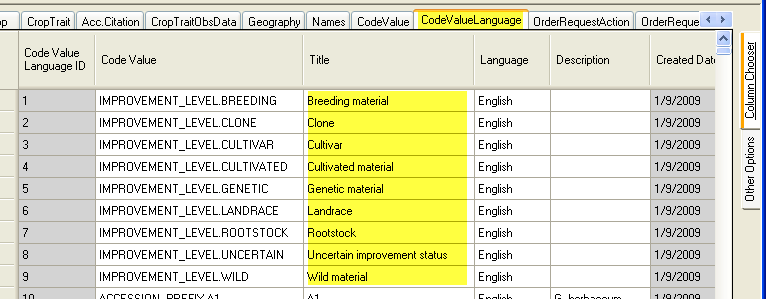 op CropTrait Acc.Citation CropTraitObsData Geography Names CodeValue CodeValueLanguage OrderRequestAction OrderReque
Code Value Language ID Code Value Title Language Description Created Date
1 IMPROVEMENT_LEVEL.BREEDING Breeding material English 1/9/2009
2 IMPROVEMENT_LEVEL.CLONE Clone English 1/9/2009
3 IMPROVEMENT_LEVEL.CULTIVAR Cultivar English 1/9/2009
4 IMPROVEMENT_LEVEL.CULTIVATED Cultivated material English 1/9/2009
5 IMPROVEMENT_LEVEL.GENETIC Genetic material English 1/9/2009
6 IMPROVEMENT_LEVEL.LANDRACE Landrace English 1/9/2009
7 IMPROVEMENT_LEVEL.ROOTSTOCK Rootstock English 1/9/2009
8 IMPROVEMENT_LEVEL.UNCERTAIN Uncertain improvement status English 1/9/2009
9 IMPROVEMENT_LEVEL.WILD Wild material English 1/9/2009
10 ACCESSION_PREFIX.A1 A1 English G. herbaceum
Column Chooser
Other Options